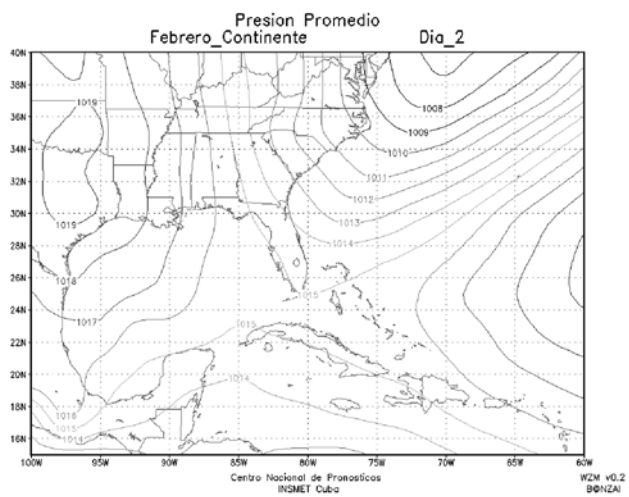 Presion Promedio
Febrero_Continente Dia_2
40N
38N
36N
34N
32N
30N
28N
26N
24N
22N
20N
18N
16N
1019
1008
1009
1010
1011
1012
1013
1014
1019
1018
1017
1015
1015
1014
1016
1015
1014
100W 95W 90W 85W 80W 75W 70W 65W 60W
Centro Nacional de Pronosticos
INSMET Cuba
WZM v0.2
B@NZAI